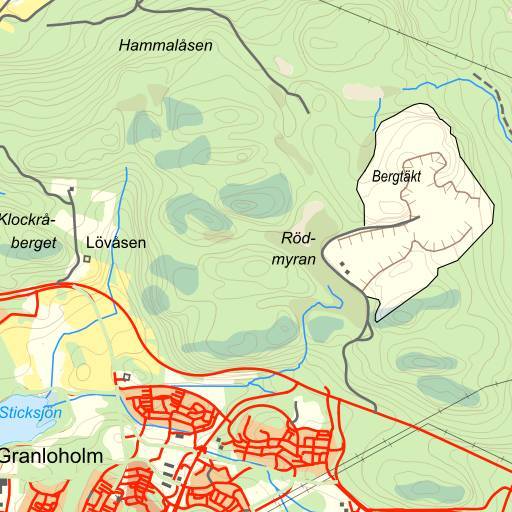 Hammalåsen
Bergtäkt
Klockrå-
berget
Lövåsen
Röd-
myran
Sticksjön
Granloholm